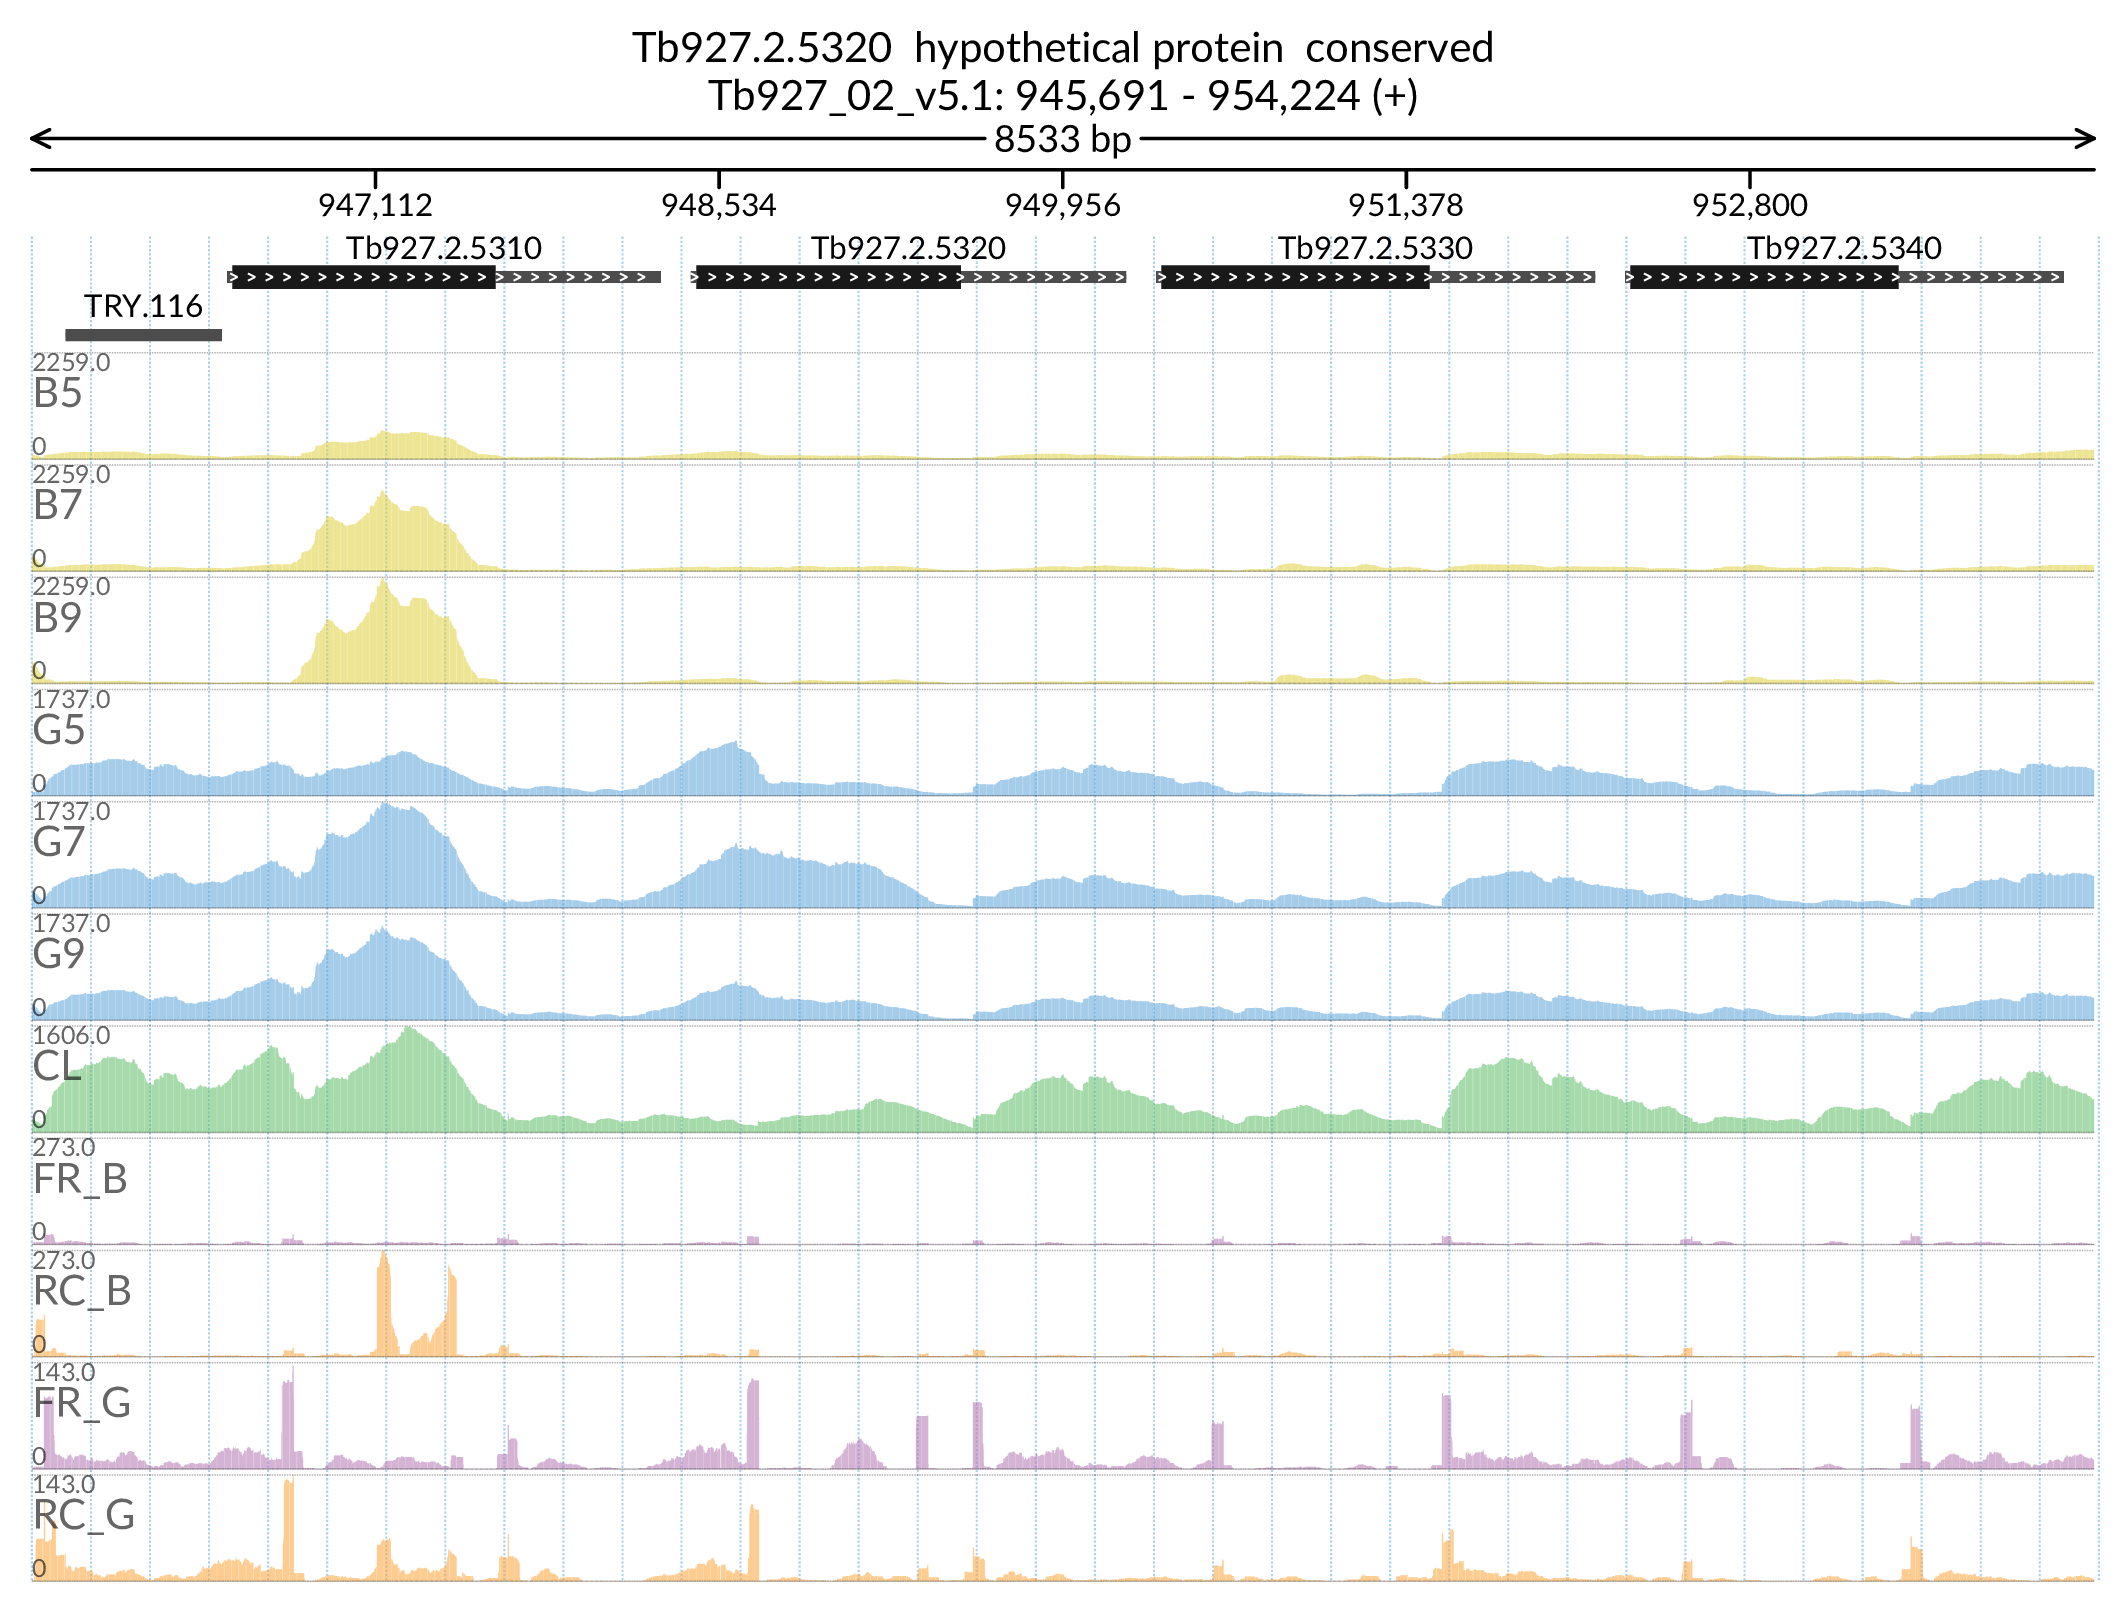 Tb927.2.5320  hypothetical protein  conserved
Tb927_02_v5.1: 945,691 - 954,224 (+)
8533 bp
947,112 948,534 949,956 951,378 952,800
Tb927.2.5310 Tb927.2.5320 Tb927.2.5330 Tb927.2.5340
TRY.116
2259.0
B5
0
2259.0
B7
0
2259.0
B9
0
1737.0
G5
0
1737.0
G7
0
1737.0
G9
0
1606.0
CL
0
273.0
FR_B
0
273.0
RC_B
0
143.0
FR_G
0
143.0
RC_G
0